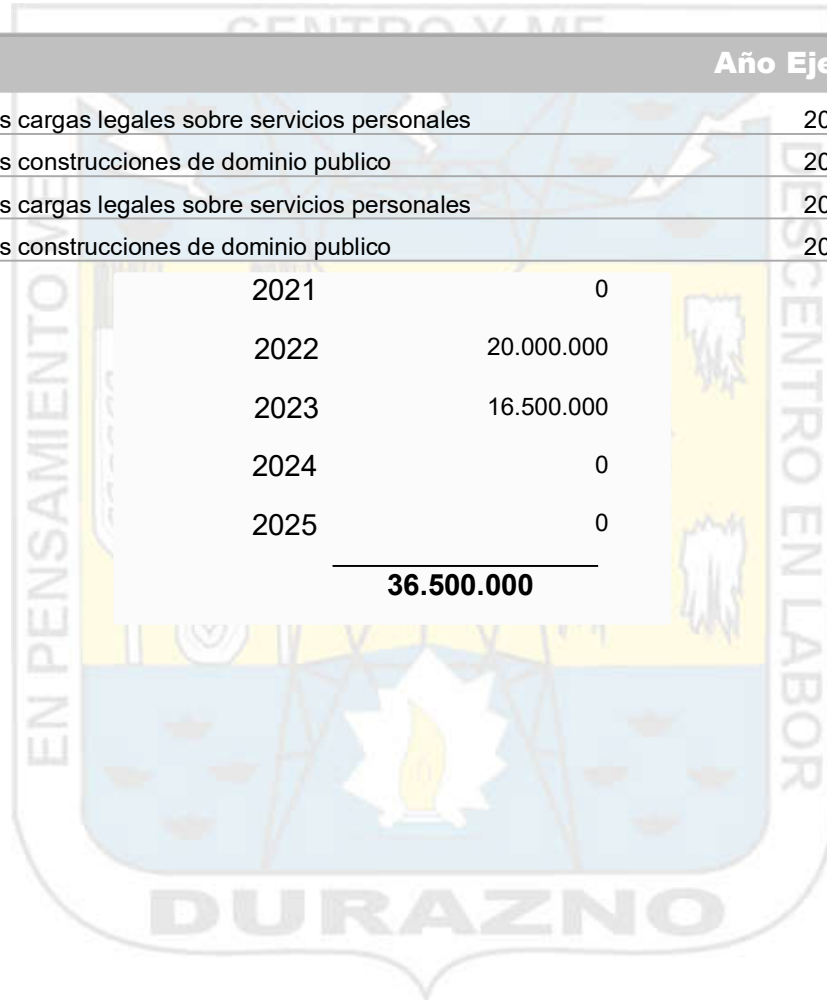 CENTRO Y ME
Año Eje
s cargas legales sobre servicios personales 20
s construcciones de dominio publico 20
s cargas legales sobre servicios personales 20
s construcciones de dominio publico 20
2021 0
2022 20.000.000
2023 16.500.000
2024 0
2025 0
36.500.000
EN PENSAMIENTO
DESCENTRO EN LABOR
DURAZNO